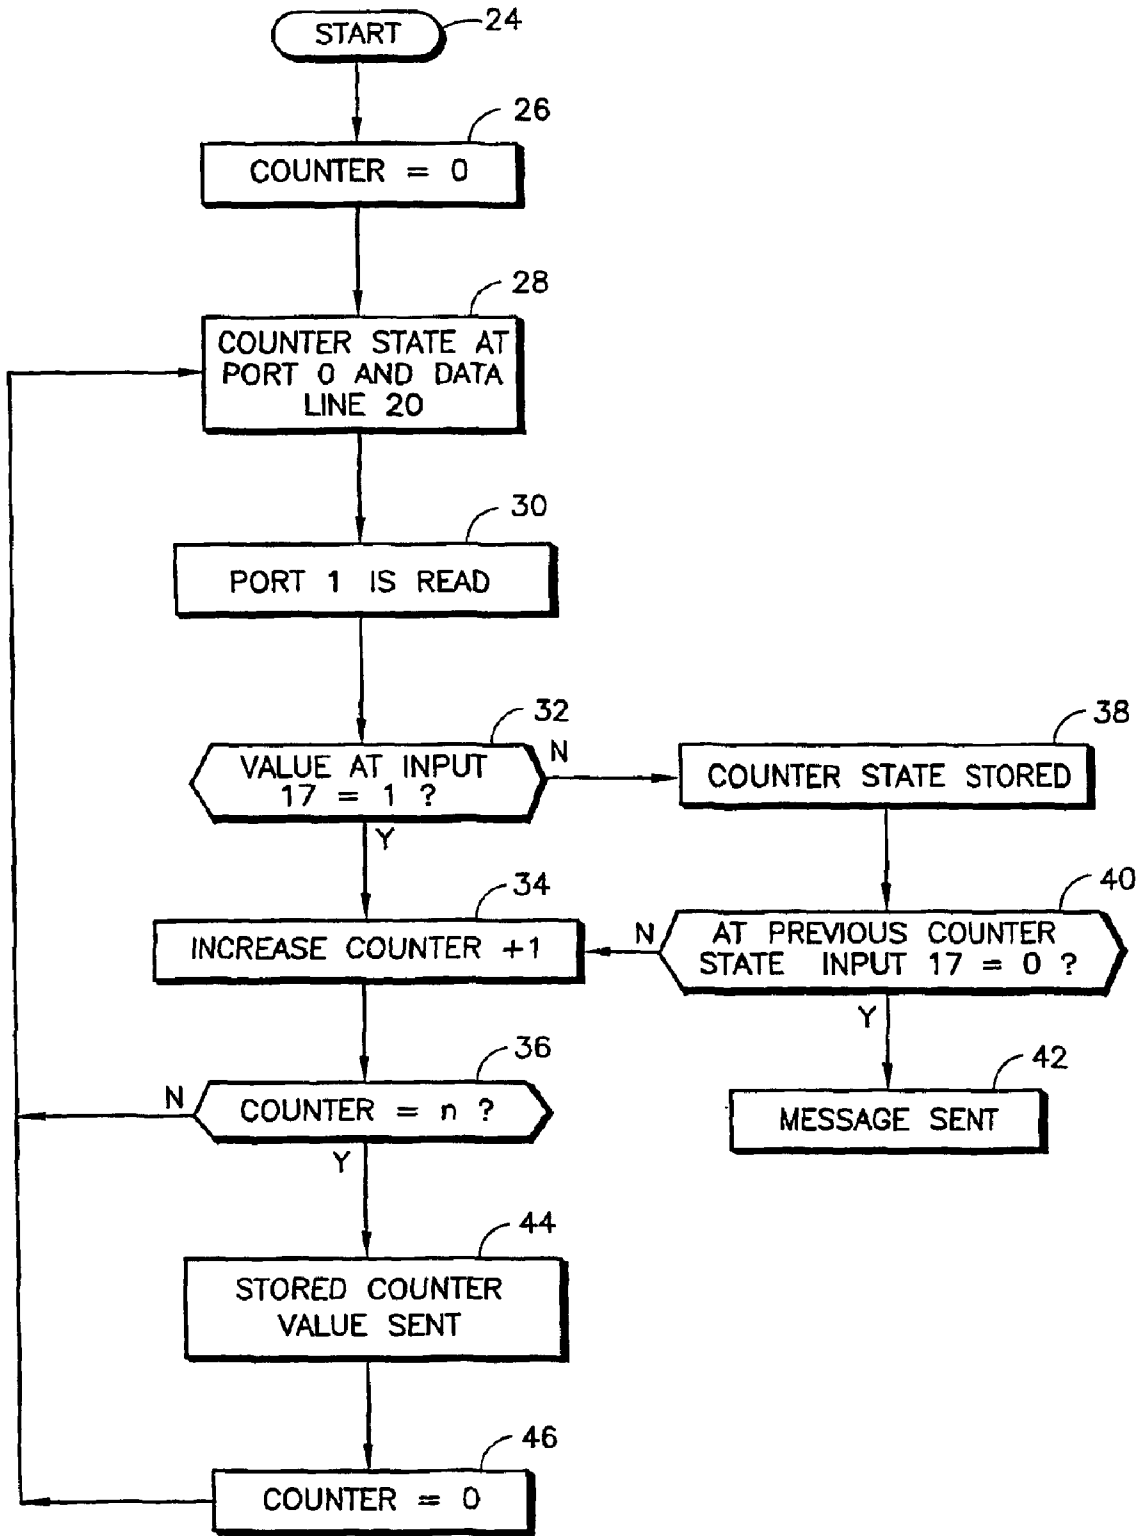 START
24
26
COUNTER = 0
28
COUNTER STATE AT
PORT 0 AND DATA
LINE 20
30
PORT 1 IS READ
32
VALUE AT INPUT
17 = 1 ?
N
Y
38
COUNTER STATE STORED
34
INCREASE COUNTER +1
40
AT PREVIOUS COUNTER
STATE INPUT 17 = 0 ?
N
Y
36
COUNTER = n ?
N
Y
42
MESSAGE SENT
44
STORED COUNTER
VALUE SENT
46
COUNTER = 0